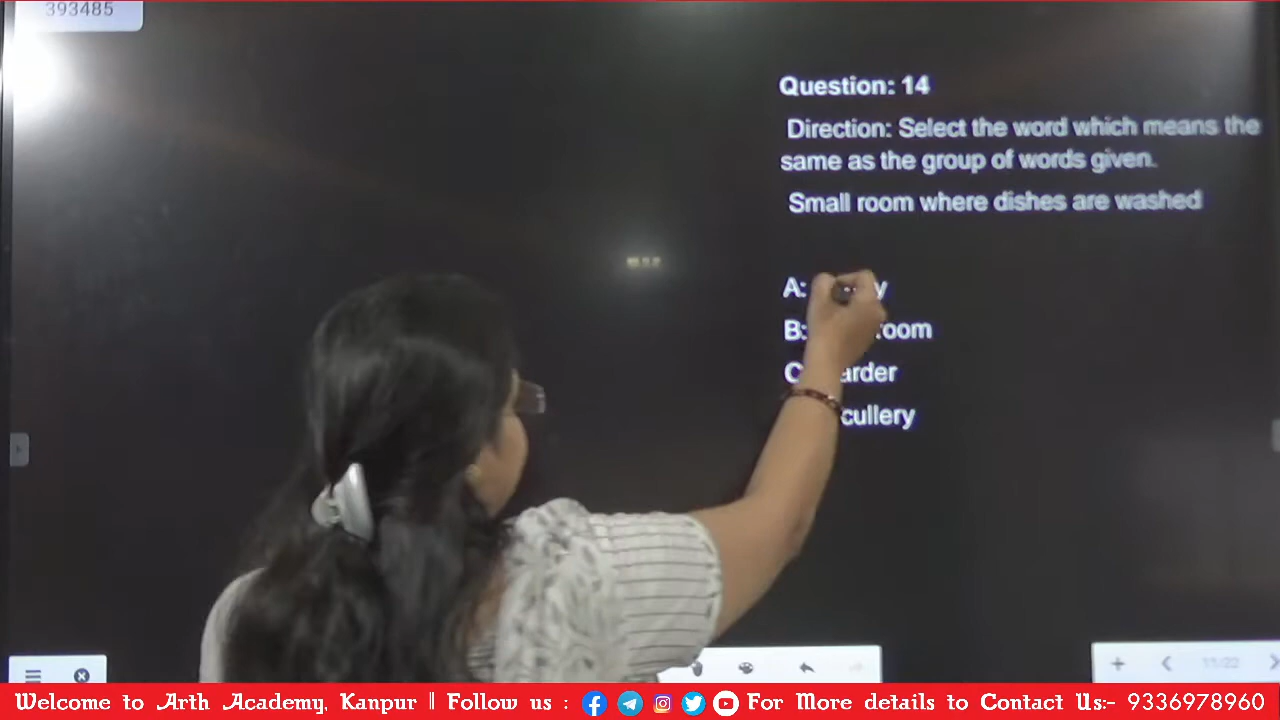 393485
Question: 14
Direction: Select the word which means the
same as the group of words given.
Small room where dishes are washed
A:
B: room
C arder
cullery
11/22
Welcome to Arth Academy, Kanpur || Follow us : For More details to Contact Us:- 9336978960